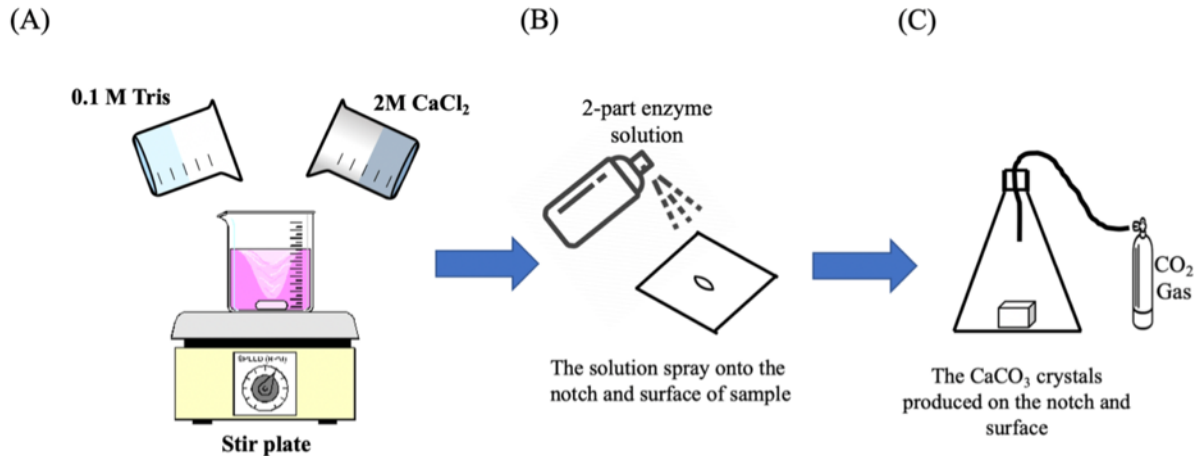 (A)
0.1 M Tris
2M CaCl₂
Stir plate
(B)
2-part enzyme
solution
The solution spray onto the
notch and surface of sample
(C)
CO₂
Gas
The CaCO₃ crystals
produced on the notch and
surface